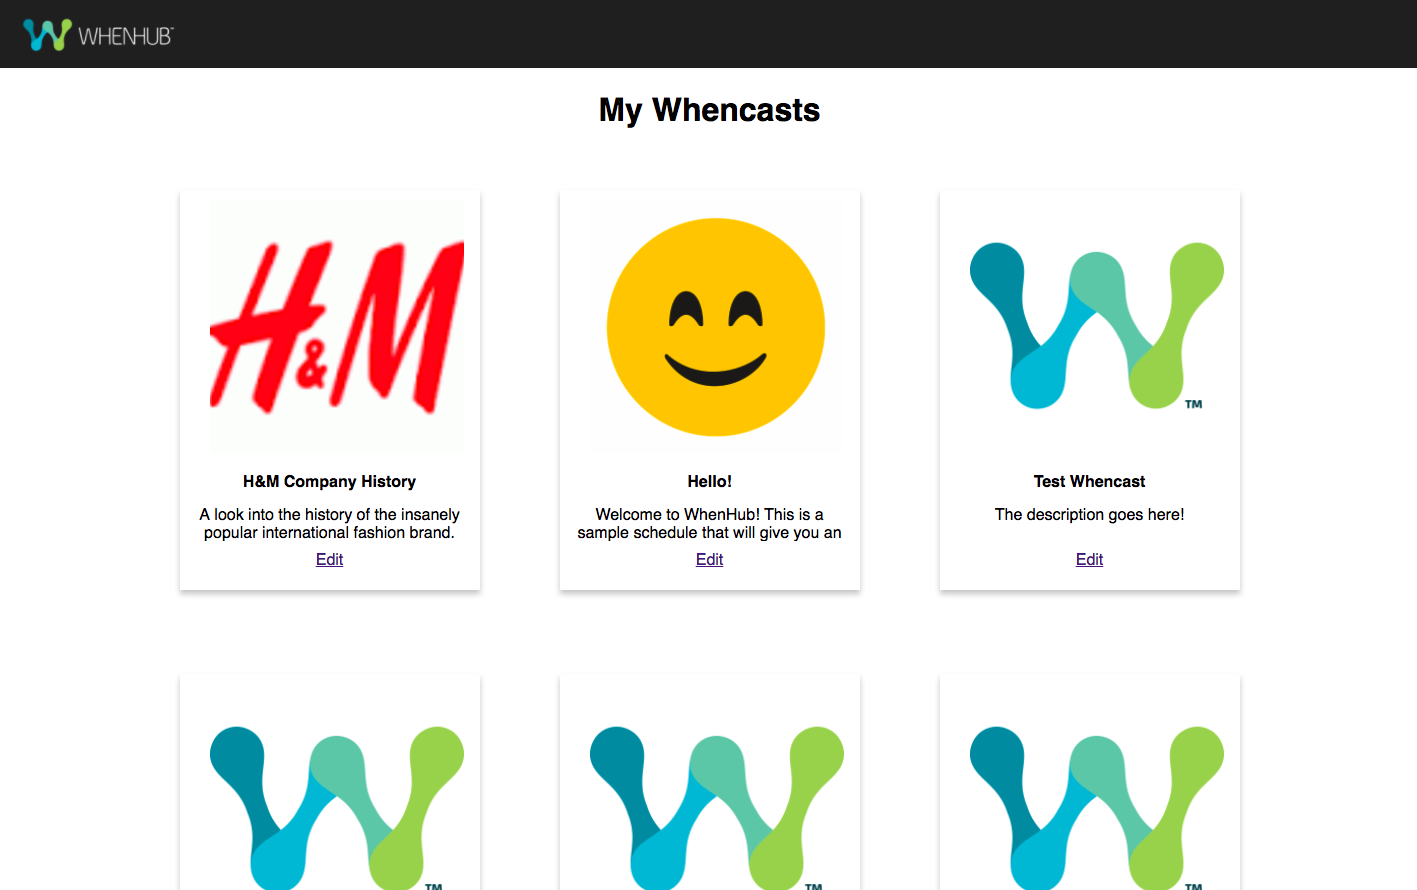 WHENHUB™
My Whencasts
H&M
TM
H&M Company History
Hello!
Test Whencast
A look into the history of the insanely
popular international fashion brand.
Welcome to WhenHub! This is a
sample schedule that will give you an
The description goes here!
Edit
Edit
Edit
TM
TM
TM